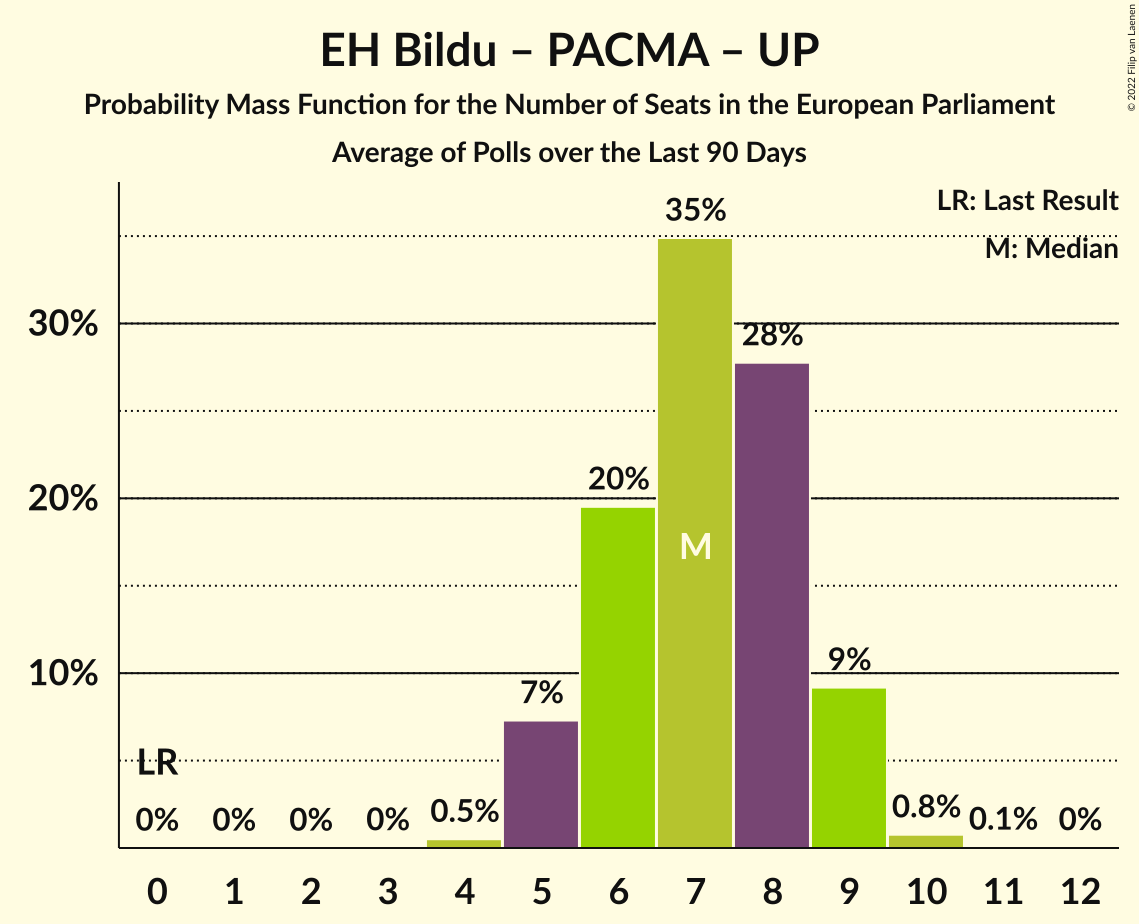 EH Bildu – PACMA – UP
Probability Mass Function for the Number of Seats in the European Parliament
Average of Polls over the Last 90 Days
© 2022 Filip van Laenen
LR: Last Result
M: Median
35%
30%
28%
20%
20%
M
10%
9%
7%
LR
0%
0%
0%
0%
0.5%
0.8%
0.1%
0%
0 1 2 3 4 5 6 7 8 9 10 11 12